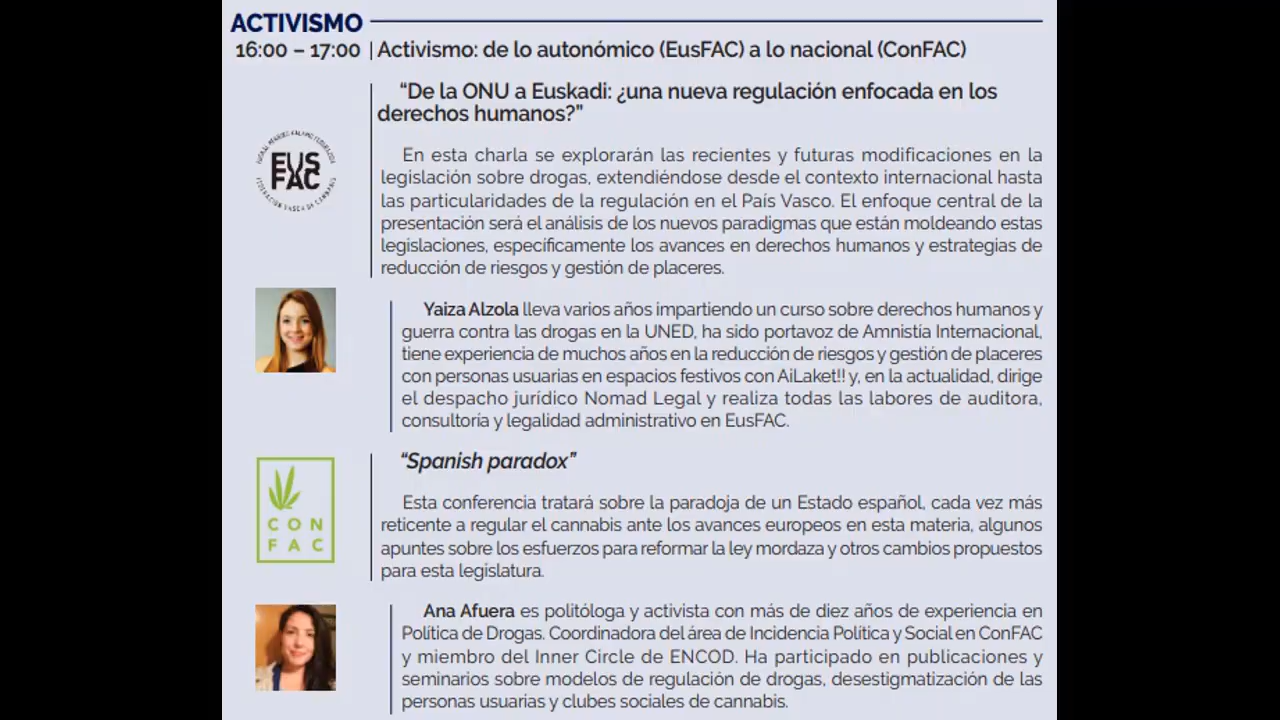 ACTIVISMO
16:00 – 17:00 | Activismo: de lo autonómico (EusFAC) a lo nacional (ConFAC)
“De la ONU a Euskadi: ¿una nueva regulación enfocada en los
derechos humanos?”
EUS
FAC
FEDERACIÓN VASCA DE CANNABIS
En esta charla se explorarán las recientes y futuras modificaciones en la
legislación sobre drogas, extendiéndose desde el contexto internacional hasta
las particularidades de la regulación en el País Vasco. El enfoque central de la
presentación será el análisis de los nuevos paradigmas que están moldeando estas
legislaciones, específicamente los avances en derechos humanos y estrategias de
reducción de riesgos y gestión de placeres.
Yaiza Alzola lleva varios años impartiendo un curso sobre derechos humanos y
guerra contra las drogas en la UNED, ha sido portavoz de Amnistía Internacional,
tiene experiencia de muchos años en la reducción de riesgos y gestión de placeres
con personas usuarias en espacios festivos con AiLaket!! y, en la actualidad, dirige
el despacho jurídico Nomad Legal y realiza todas las labores de auditora,
consultoría y legalidad administrativo en EusFAC.
“Spanish paradox”
CON
FAC
Esta conferencia tratará sobre la paradoja de un Estado español, cada vez más
reticente a regular el cannabis ante los avances europeos en esta materia, algunos
apuntes sobre los esfuerzos para reformar la ley mordaza y otros cambios propuestos
para esta legislatura.
Ana Afuera es politóloga y activista con más de diez años de experiencia en
Política de Drogas. Coordinadora del área de Incidencia Política y Social en ConFAC
y miembro del Inner Circle de ENCOD. Ha participado en publicaciones y
seminarios sobre modelos de regulación de drogas, desestigmatización de las
personas usuarias y clubes sociales de cannabis.